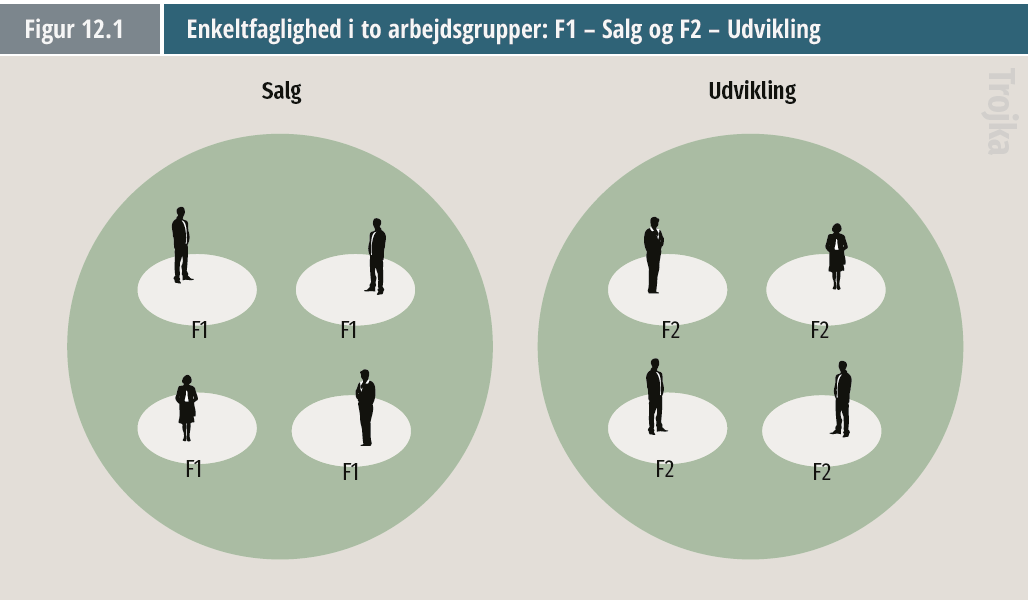 Figur 12.1
Enkeltfaglighed i to arbejdsgrupper: F1 – Salg og F2 – Udvikling
Trojka
Salg
Udvikling
F1
F1
F2
F2
F1
F1
F2
F2